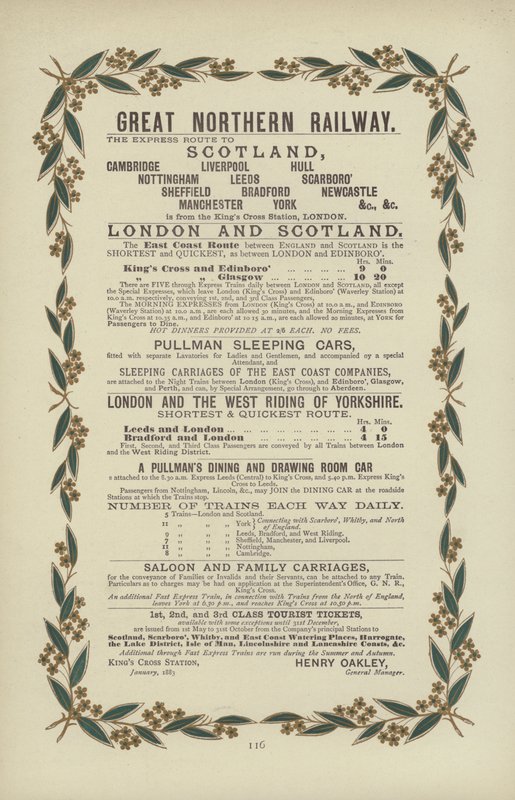 GREAT NORTHERN RAILWAY.
THE EXPRESS ROUTE TO
SCOTLAND,
CAMBRIDGE LIVERPOOL HULL
NOTTINGHAM LEEDS SCARBORO'
SHEFFIELD BRADFORD NEWCASTLE
MANCHESTER YORK &c., &c.
is from the King's Cross Station, LONDON.
LONDON AND SCOTLAND.
The East Coast Route between ENGLAND and SCOTLAND is the
SHORTEST and QUICKEST, as between LONDON and EDINBORO'.
Hrs. Mins.
King's Cross and Edinboro' ... ... ... ... 9 0
„ „ Glasgow ... ... ... ... ... 10 20
There are FIVE through Express Trains daily between LONDON and SCOTLAND, all except
the Special Expresses, which leave London (King's Cross) and Edinboro' (Waverley Station) at
10.0 a.m. respectively, conveying 1st, 2nd, and 3rd Class Passengers,
The MORNING EXPRESSES from LONDON (King's Cross) at 10.0 a.m., and EDINBORO
(Waverley Station) at 10.0 a.m., are each allowed 30 minutes, and the Morning Expresses from
King's Cross at 10.35 a.m., and Edinboro' at 10 15 a.m., are each allowed 20 minutes, at YORK for
Passengers to Dine.
HOT DINNERS PROVIDED AT 2/6 EACH. NO FEES.
PULLMAN SLEEPING CARS,
fitted with separate Lavatories for Ladies and Gentlemen, and accompanied by a special
Attendant, and
SLEEPING CARRIAGES OF THE EAST COAST COMPANIES,
are attached to the Night Trains between London (King's Cross), and Edinboro', Glasgow,
and Perth, and can, by Special Arrangement, go through to Aberdeen.
LONDON AND THE WEST RIDING OF YORKSHIRE.
SHORTEST & QUICKEST ROUTE.
Hrs. Mins.
Leeds and London ... ... ... ... ... ... ... 4 0
Bradford and London ... ... ... ... ... ... 4 15
First, Second, and Third Class Passengers are conveyed by all Trains between London
and the West Riding District.
A PULLMAN'S DINING AND DRAWING ROOM CAR
s attached to the 8.30 a.m. Express Leeds (Central) to King's Cross, and 5.40 p.m. Express King's
Cross to Leeds.
Passengers from Nottingham, Lincoln, &c., may JOIN the DINING CAR at the roadside
Stations at which the Trains stop.
NUMBER OF TRAINS EACH WAY DAILY.
5 Trains—London and Scotland.
11 „ „ „ York } Connecting with Scarboro', Whitby, and North
of England.
9 „ „ „ Leeds, Bradford, and West Riding.
7 „ „ „ Sheffield, Manchester, and Liverpool.
11 „ „ „ Nottingham,
8 „ „ „ Cambridge.
SALOON AND FAMILY CARRIAGES,
for the conveyance of Families or Invalids and their Servants, can be attached to any Train.
Particulars as to charges may be had on application at the Superintendent's Office, G. N. R.,
King's Cross.
An additional Fast Express Train, in connection with Trains from the North of England,
leaves York at 6.30 p.m., and reaches King's Cross at 10.50 p.m.
1st, 2nd, and 3rd CLASS TOURIST TICKETS,
available with some exceptions until 31st December,
are issued from 1st May to 31st October from the Company's principal Stations to
Scotland, Scarboro', Whitby, and East Coast Watering Places, Harrogate,
the Lake District, Isle of Man, Lincolnshire and Lancashire Coasts, &c.
Additional through Fast Express Trains are run during the Summer and Autumn.
KING'S CROSS STATION, HENRY OAKLEY,
January, 1883 General Manager.
116